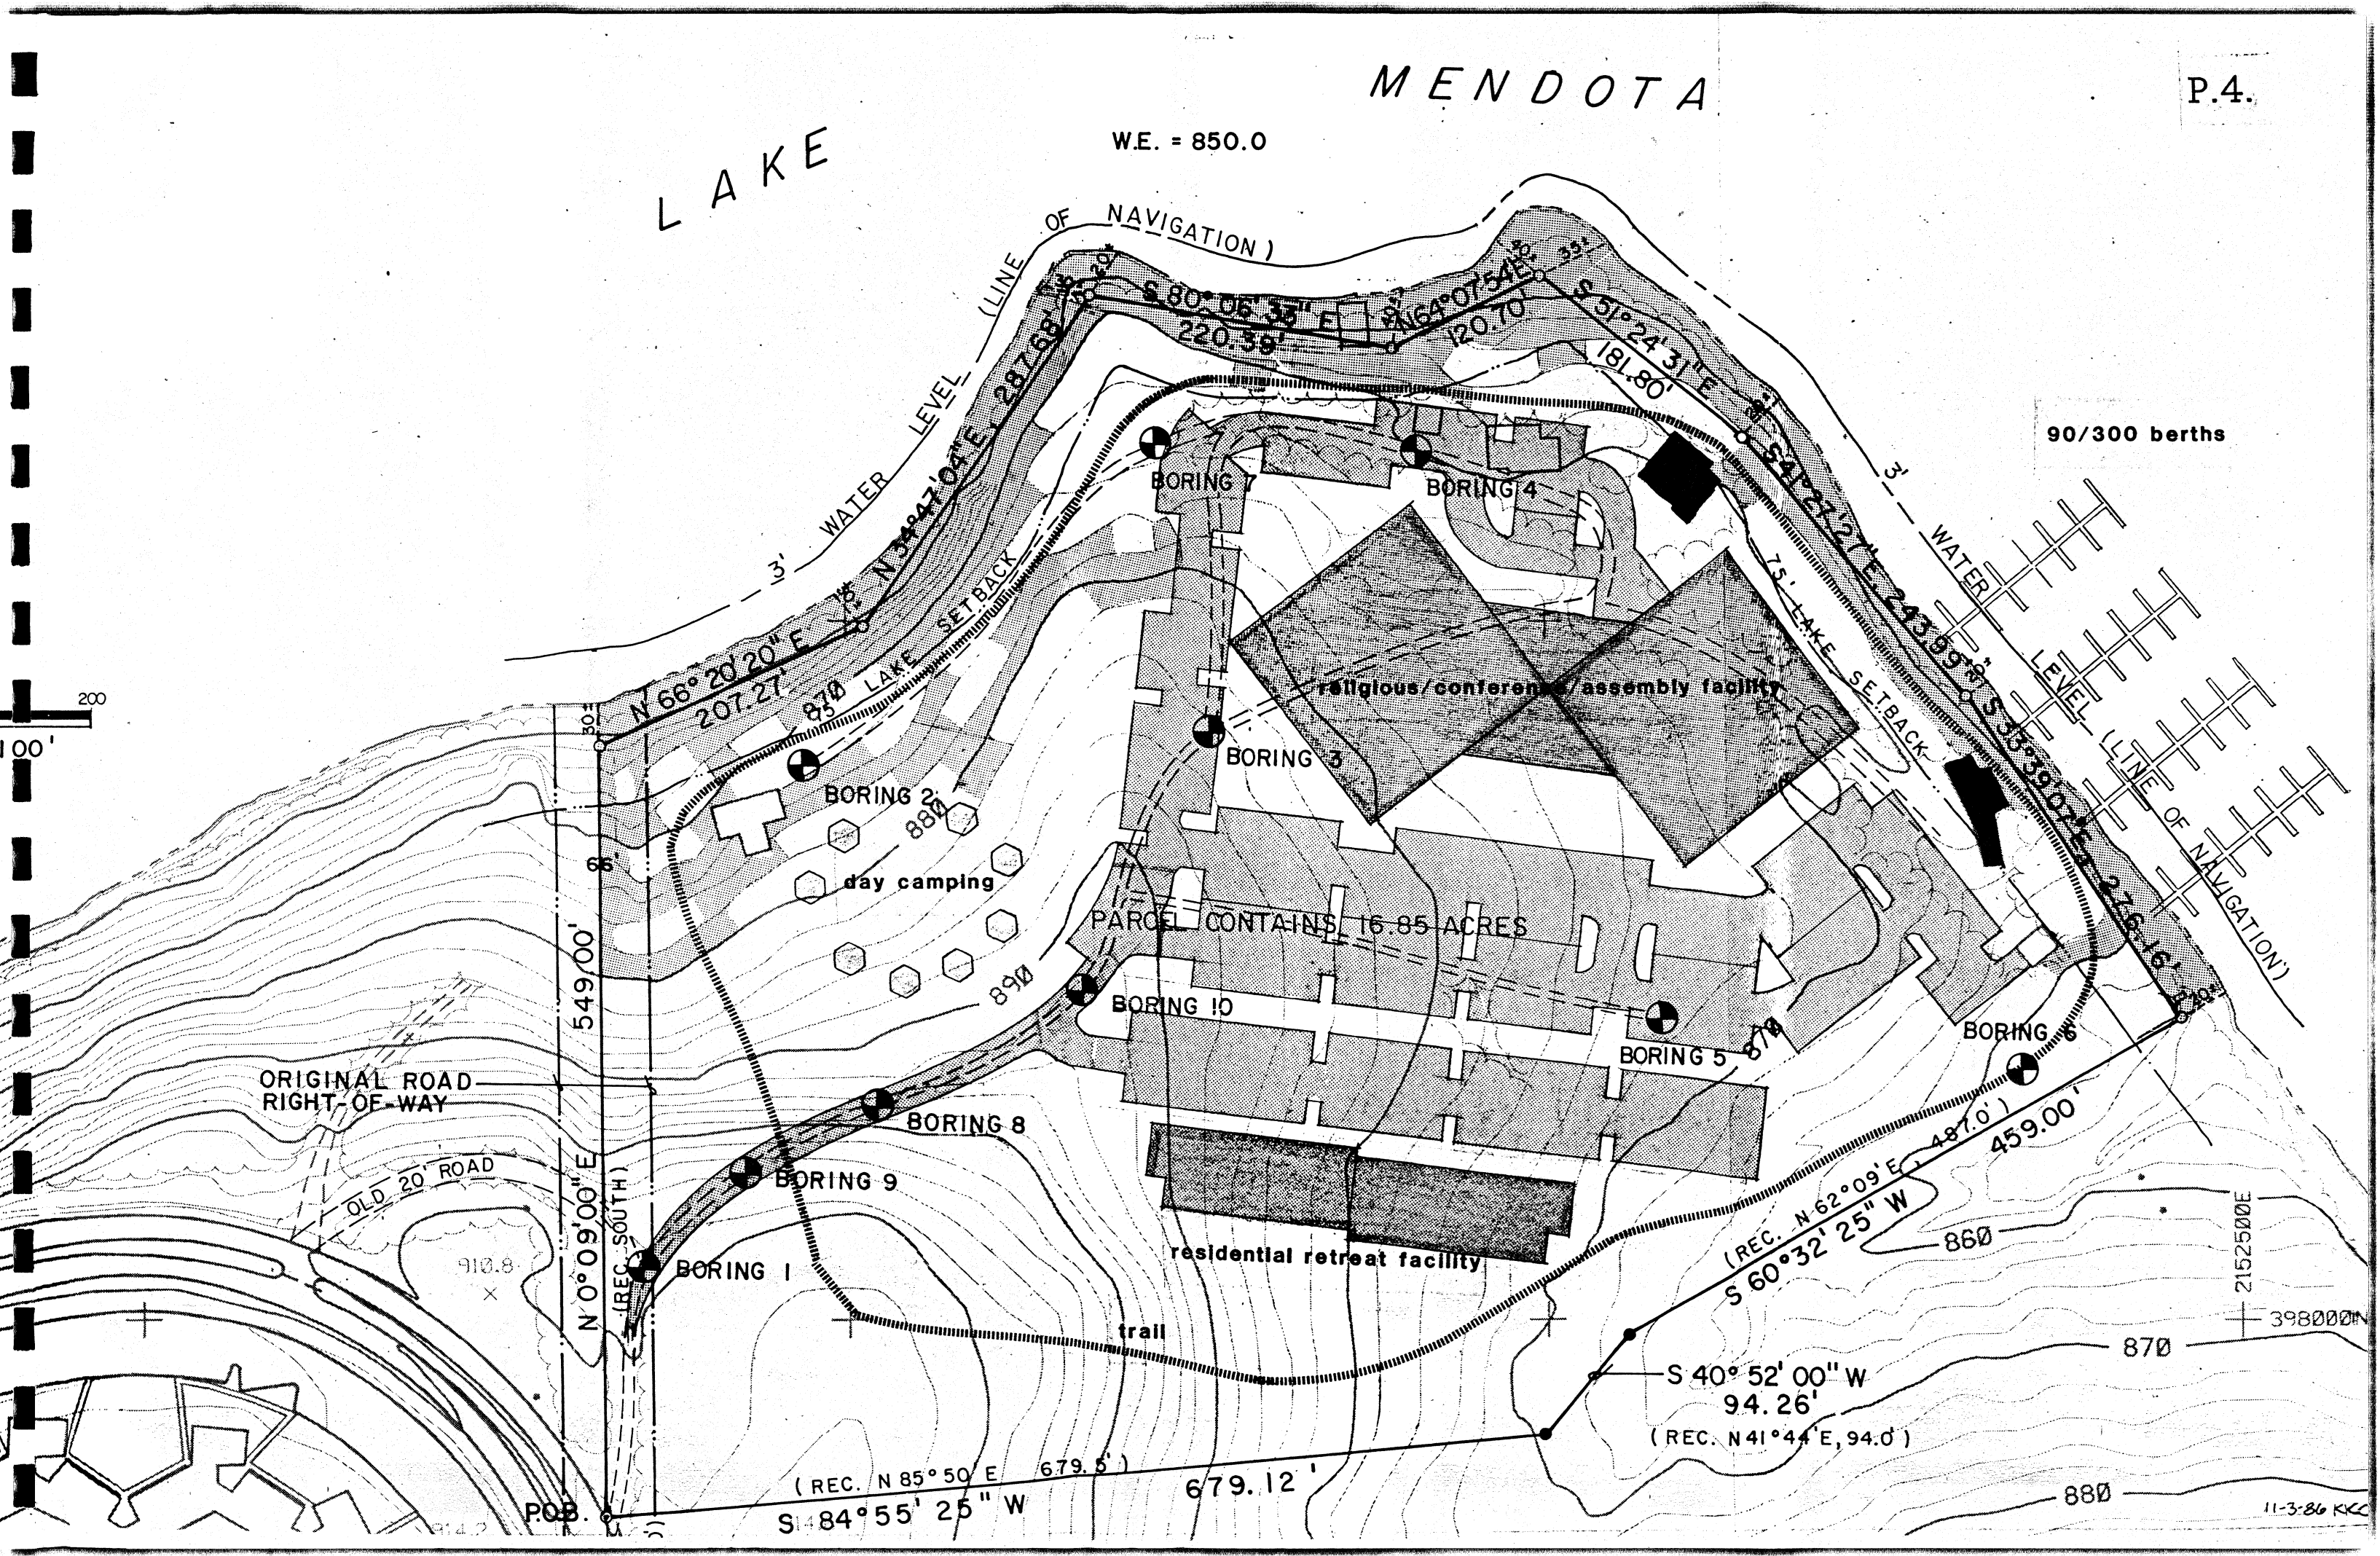 MENDOTA
P.4.
W.E. = 850.0
LAKE
(LINE OF NAVIGATION)
3' WATER LEVEL
S 80° 06' 33" E
220.39'
N64°07'54"E
120.70'
35±
S 51° 24' 31" E
181.80'
N 34°47'04"E, 287.68'
90/300 berths
BORING 7
BORING 4
S 41°27'27"E, 243.99'
3' WATER LEVEL (LINE OF NAVIGATION)
75' LAKE SETBACK
N 66° 20' 20" E
207.27'
30±
870
75' LAKE SETBACK
religious/conference/assembly facility
200
100'
BORING 3
BORING 2
880
S 33°39'07"E, 276.16'
66'
day camping
PARCEL CONTAINS 16.85 ACRES
549.00'
890
BORING 10
20±
BORING 6
BORING 5
870
ORIGINAL ROAD
RIGHT-OF-WAY
BORING 8
459.00'
(REC. N 62°09' E, 487.0')
S 60°32' 25" W
OLD 20' ROAD
BORING 9
N 0°09'00" E
(REC. SOUTH)
860
2152500E
910.8
BORING 1
residential retreat facility
trail
398000N
870
S 40° 52' 00" W
94.26'
(REC. N 41°44'E, 94.0')
(REC. N 85°50' E 679.5')
679.12'
S 84°55' 25" W
P.O.B.
914.2
880
11-3-86 KKC